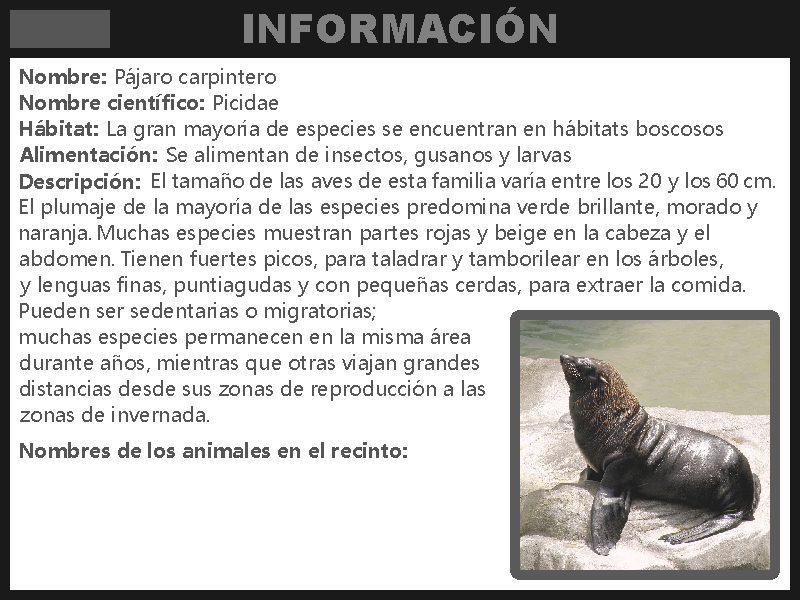 INFORMACIÓN
Nombre: Pájaro carpintero
Nombre científico: Picidae
Hábitat: La gran mayoría de especies se encuentran en hábitats boscosos
Alimentación: Se alimentan de insectos, gusanos y larvas
Descripción: El tamaño de las aves de esta familia varía entre los 20 y los 60 cm.
El plumaje de la mayoría de las especies predomina verde brillante, morado y
naranja. Muchas especies muestran partes rojas y beige en la cabeza y el
abdomen. Tienen fuertes picos, para taladrar y tamborilear en los árboles,
y lenguas finas, puntiagudas y con pequeñas cerdas, para extraer la comida.
Pueden ser sedentarias o migratorias;
muchas especies permanecen en la misma área
durante años, mientras que otras viajan grandes
distancias desde sus zonas de reproducción a las
zonas de invernada.
Nombres de los animales en el recinto: